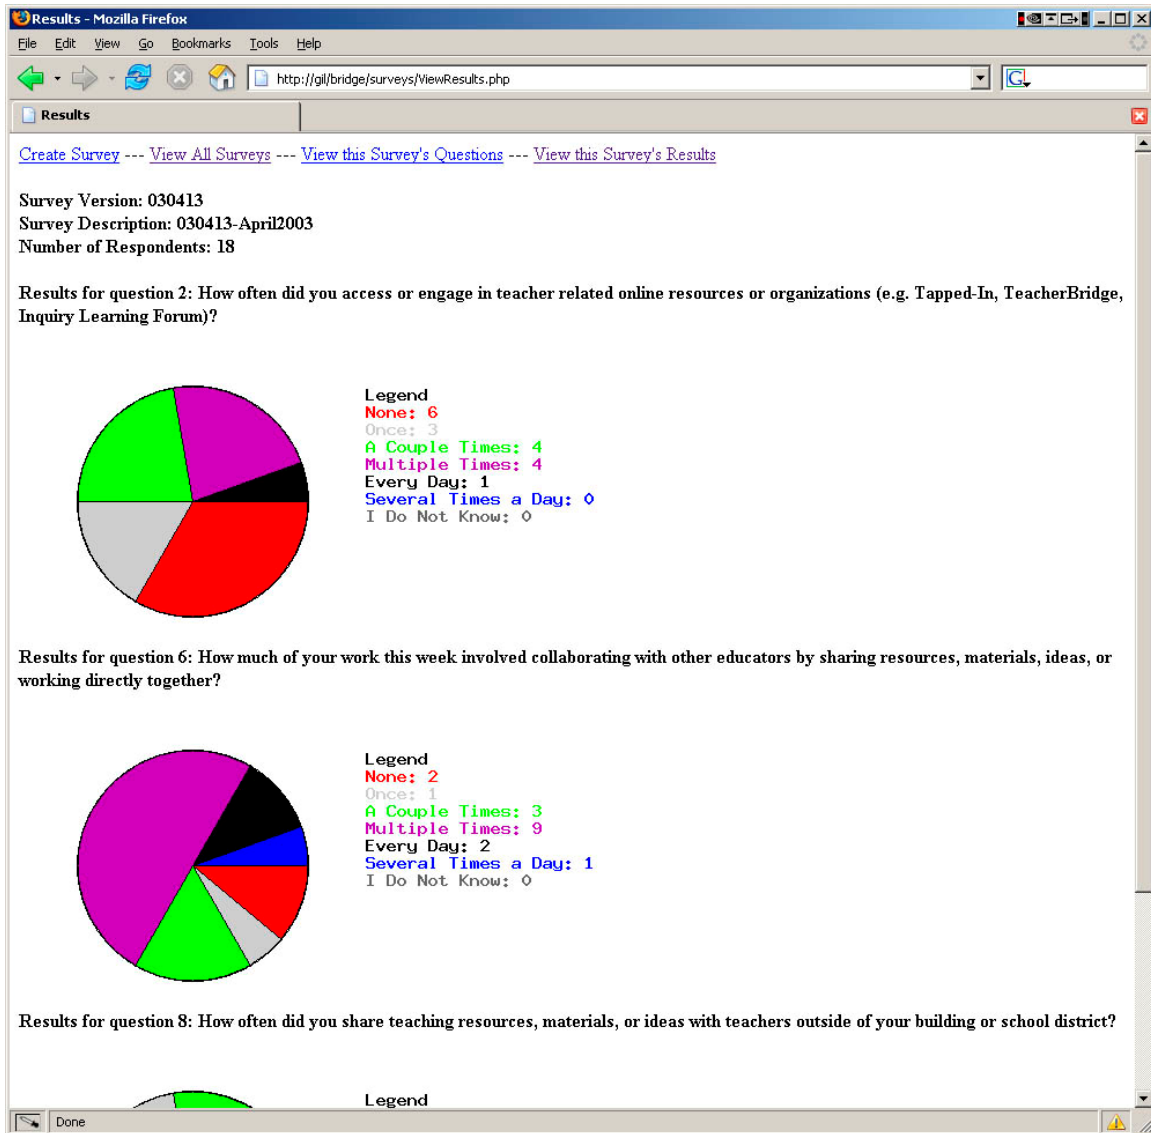 Results - Mozilla Firefox
File Edit View Go Bookmarks Tools Help
http://gil/bridge/surveys/ViewResults.php
G
Results
Create Survey --- View All Surveys --- View this Survey's Questions --- View this Survey's Results
Survey Version: 030413
Survey Description: 030413-April2003
Number of Respondents: 18
Results for question 2: How often did you access or engage in teacher related online resources or organizations (e.g. Tapped-In, TeacherBridge,
Inquiry Learning Forum)?
Legend
None: 6
Once: 3
A Couple Times: 4
Multiple Times: 4
Every Day: 1
Several Times a Day: 0
I Do Not Know: 0
Results for question 6: How much of your work this week involved collaborating with other educators by sharing resources, materials, ideas, or
working directly together?
Legend
None: 2
Once: 1
A Couple Times: 3
Multiple Times: 9
Every Day: 2
Several Times a Day: 1
I Do Not Know: 0
Results for question 8: How often did you share teaching resources, materials, or ideas with teachers outside of your building or school district?
Legend
Done